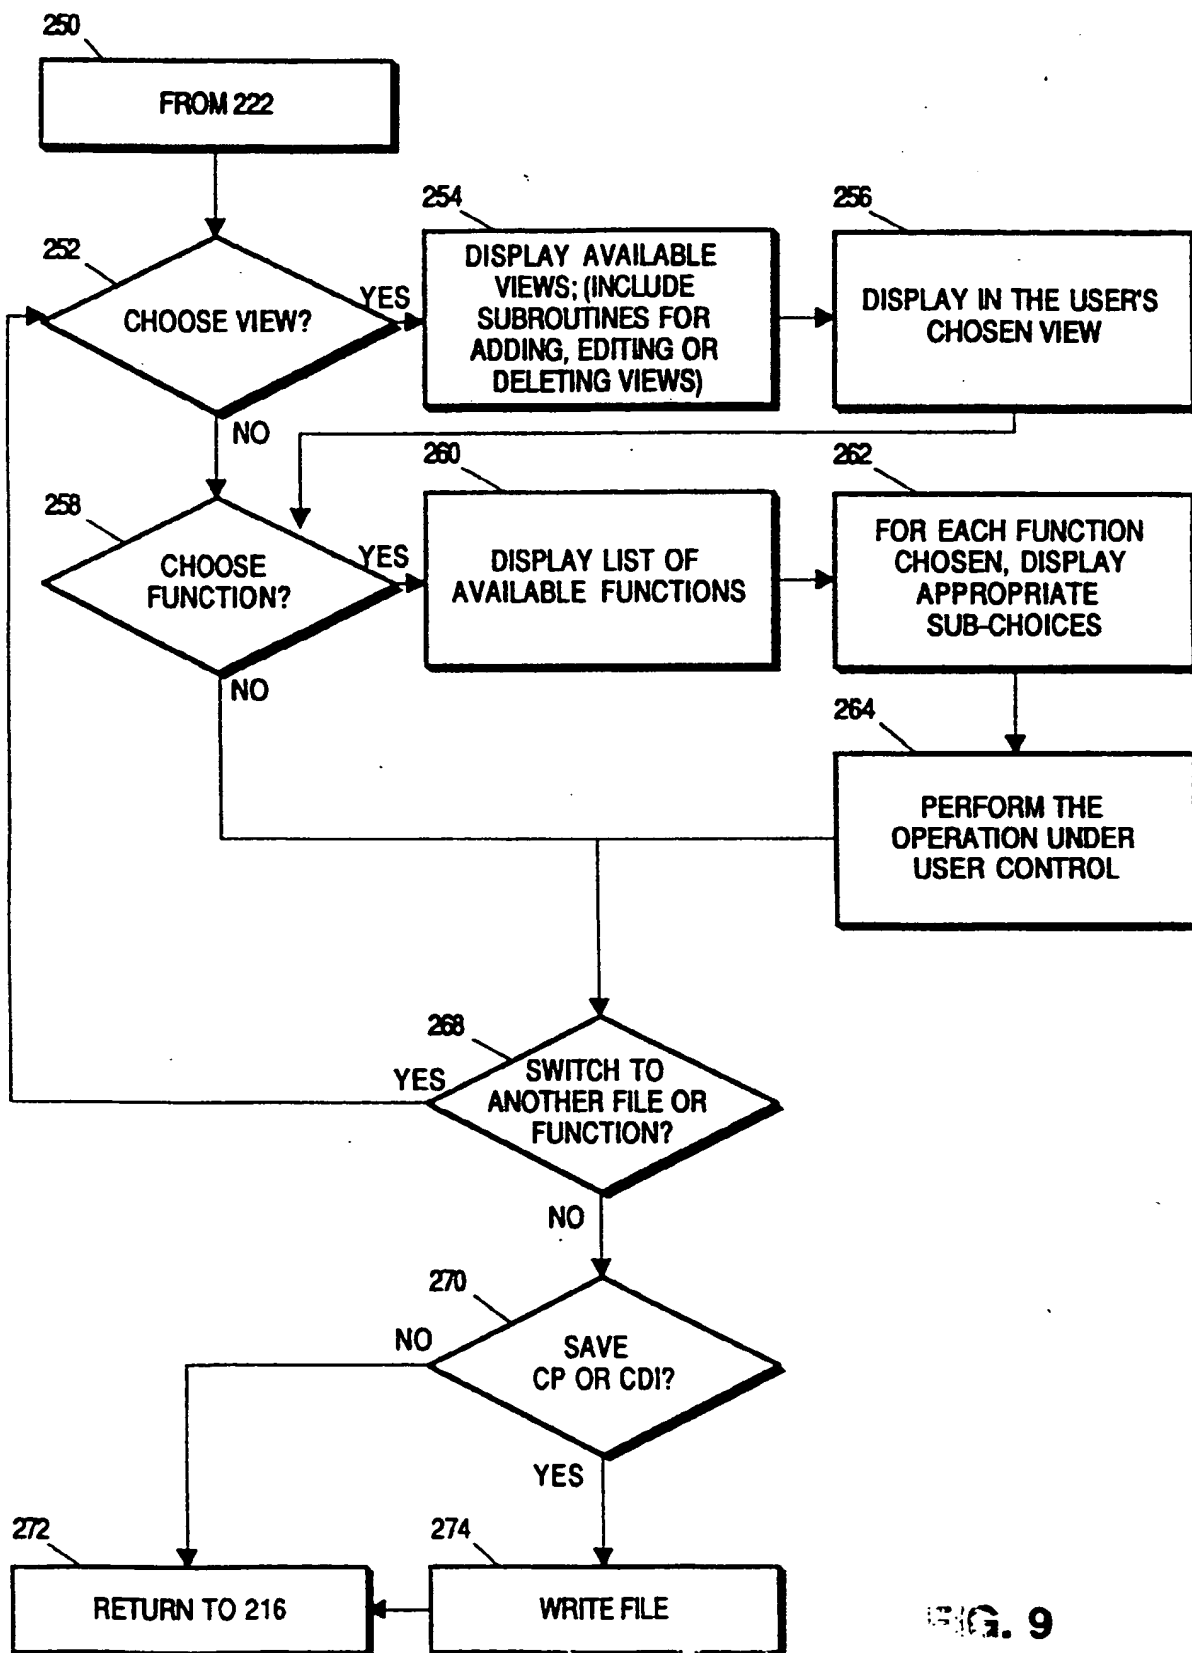 250
FROM 222
252
CHOOSE VIEW?
YES
NO
254
DISPLAY AVAILABLE
VIEWS; (INCLUDE
SUBROUTINES FOR
ADDING, EDITING OR
DELETING VIEWS)
256
DISPLAY IN THE USER'S
CHOSEN VIEW
258
CHOOSE
FUNCTION?
YES
NO
260
DISPLAY LIST OF
AVAILABLE FUNCTIONS
262
FOR EACH FUNCTION
CHOSEN, DISPLAY
APPROPRIATE
SUB-CHOICES
264
PERFORM THE
OPERATION UNDER
USER CONTROL
268
SWITCH TO
ANOTHER FILE OR
FUNCTION?
YES
NO
270
SAVE
CP OR CDI?
NO
YES
272
RETURN TO 216
274
WRITE FILE
FIG. 9